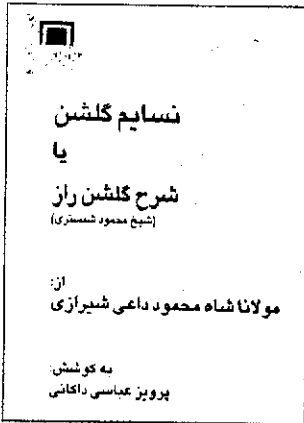 نسایم گلشن
یا
شرح گلشن راز
(شیخ محمود شبستری)
از:
مولانا شاه محمود داعی شیرازی
به کوشش:
پرویز عباسی داکانی